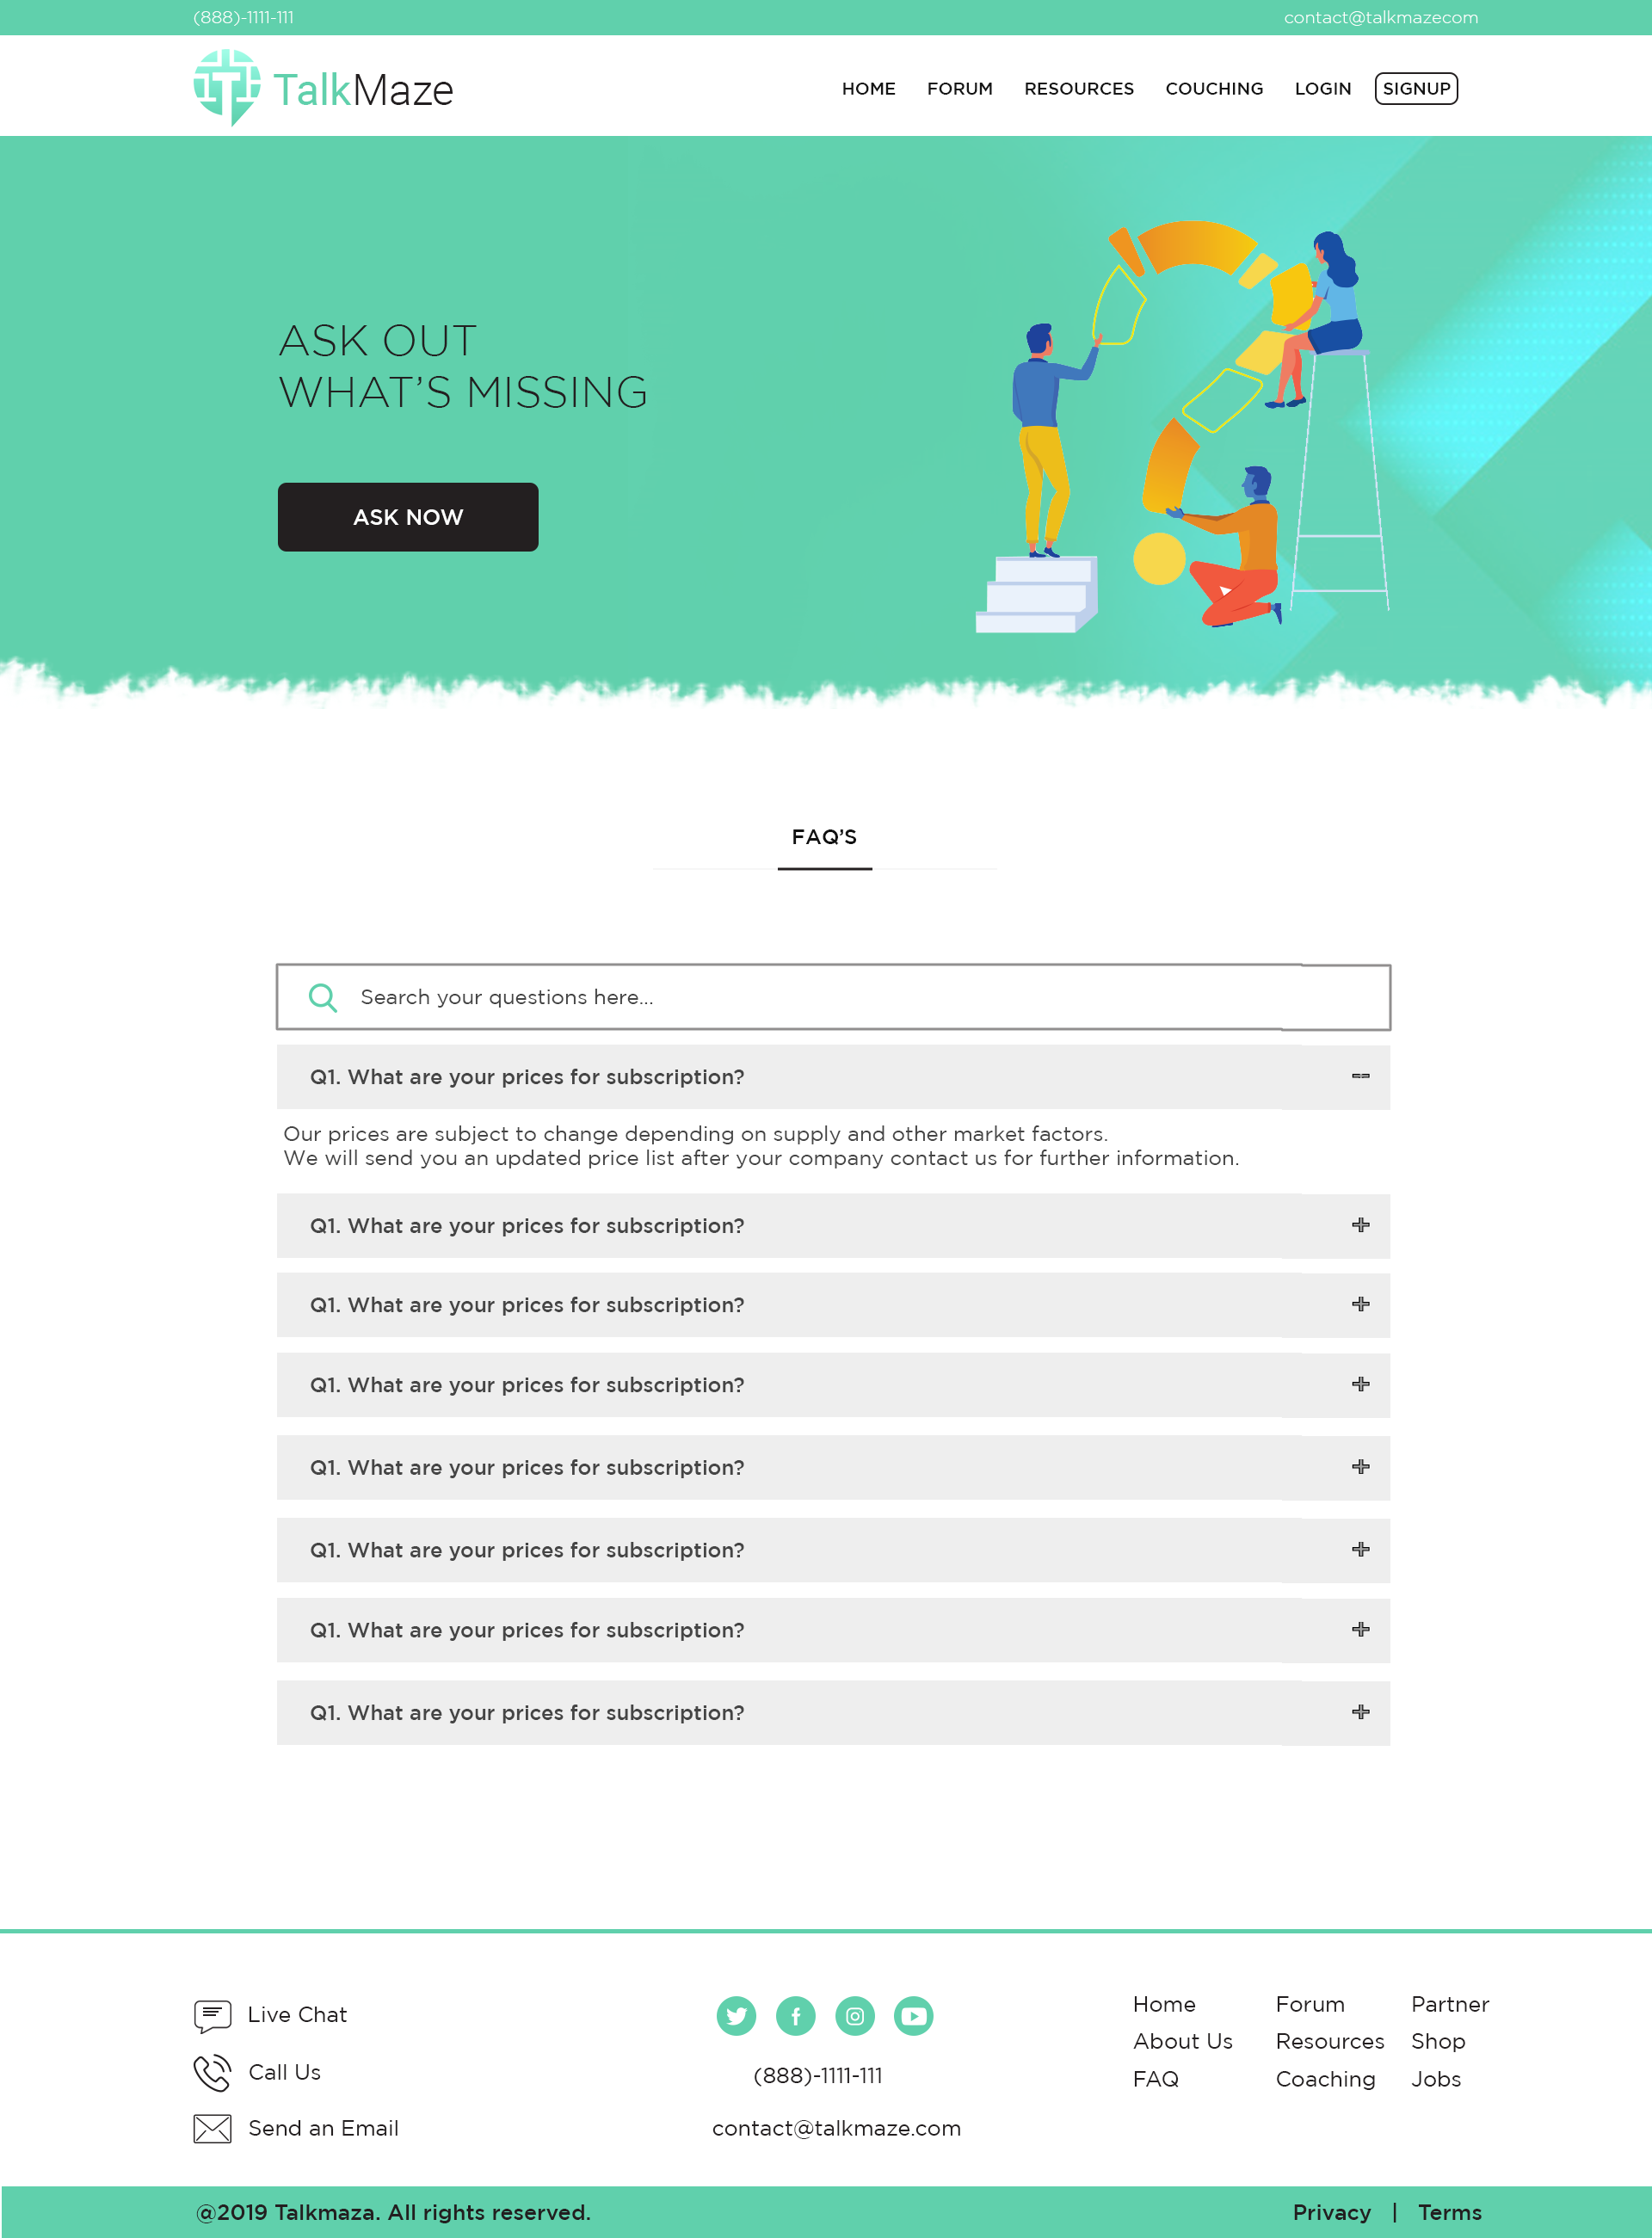 (888)-1111-111
contact@talkmazecom
TalkMaze
HOME FORUM RESOURCES COUCHING LOGIN SIGNUP
ASK OUT
WHAT'S MISSING
ASK NOW
FAQ'S
Search your questions here...
Q1. What are your prices for subscription?
Our prices are subject to change depending on supply and other market factors.
We will send you an updated price list after your company contact us for further information.
Q1. What are your prices for subscription?
Q1. What are your prices for subscription?
Q1. What are your prices for subscription?
Q1. What are your prices for subscription?
Q1. What are your prices for subscription?
Q1. What are your prices for subscription?
Q1. What are your prices for subscription?
Live Chat
Call Us
Send an Email
(888)-1111-111
contact@talkmaze.com
Home Forum Partner
About Us Resources Shop
FAQ Coaching Jobs
@2019 Talkmaza. All rights reserved.
Privacy | Terms